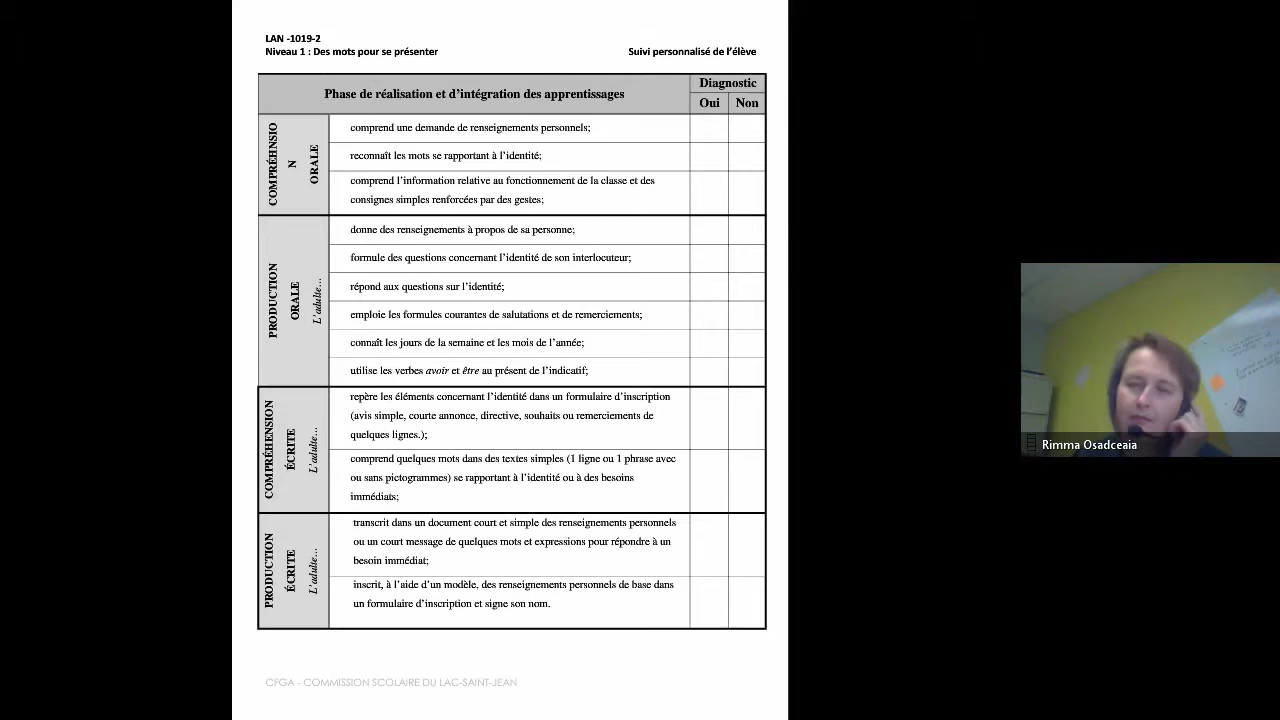 LAN -1019-2
Niveau 1 : Des mots pour se présenter
Suivi personnalisé de l'élève
Phase de réalisation et d'intégration des apprentissages
Diagnostic
Oui
Non
COMPRÉHNSIO
N
ORALE
comprend une demande de renseignements personnels;
reconnaît les mots se rapportant à l'identité;
comprend l'information relative au fonctionnement de la classe et des
consignes simples renforcées par des gestes;
PRODUCTION
ORALE
L'adulte…
donne des renseignements à propos de sa personne;
formule des questions concernant l'identité de son interlocuteur;
répond aux questions sur l'identité;
emploie les formules courantes de salutations et de remerciements;
connaît les jours de la semaine et les mois de l'année;
utilise les verbes avoir et être au présent de l'indicatif;
COMPRÉHENSION
ÉCRITE
L'adulte…
repère les éléments concernant l'identité dans un formulaire d'inscription
(avis simple, courte annonce, directive, souhaits ou remerciements de
quelques lignes.);
comprend quelques mots dans des textes simples (1 ligne ou 1 phrase avec
ou sans pictogrammes) se rapportant à l'identité ou à des besoins
immédiats;
PRODUCTION
ÉCRITE
L'adulte…
transcrit dans un document court et simple des renseignements personnels
ou un court message de quelques mots et expressions pour répondre à un
besoin immédiat;
inscrit, à l'aide d'un modèle, des renseignements personnels de base dans
un formulaire d'inscription et signe son nom.
CFGA - COMMISSION SCOLAIRE DU LAC-SAINT-JEAN
Rimma Osadceaia